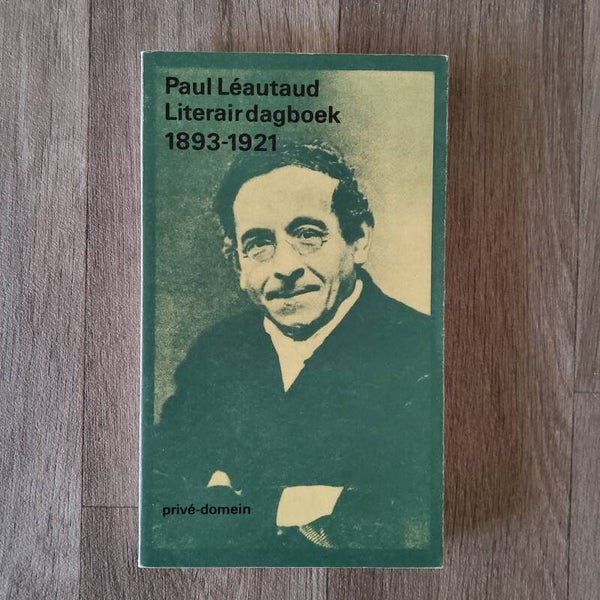 Paul Léautaud
Literair dagboek
1893-1921
privé-domein